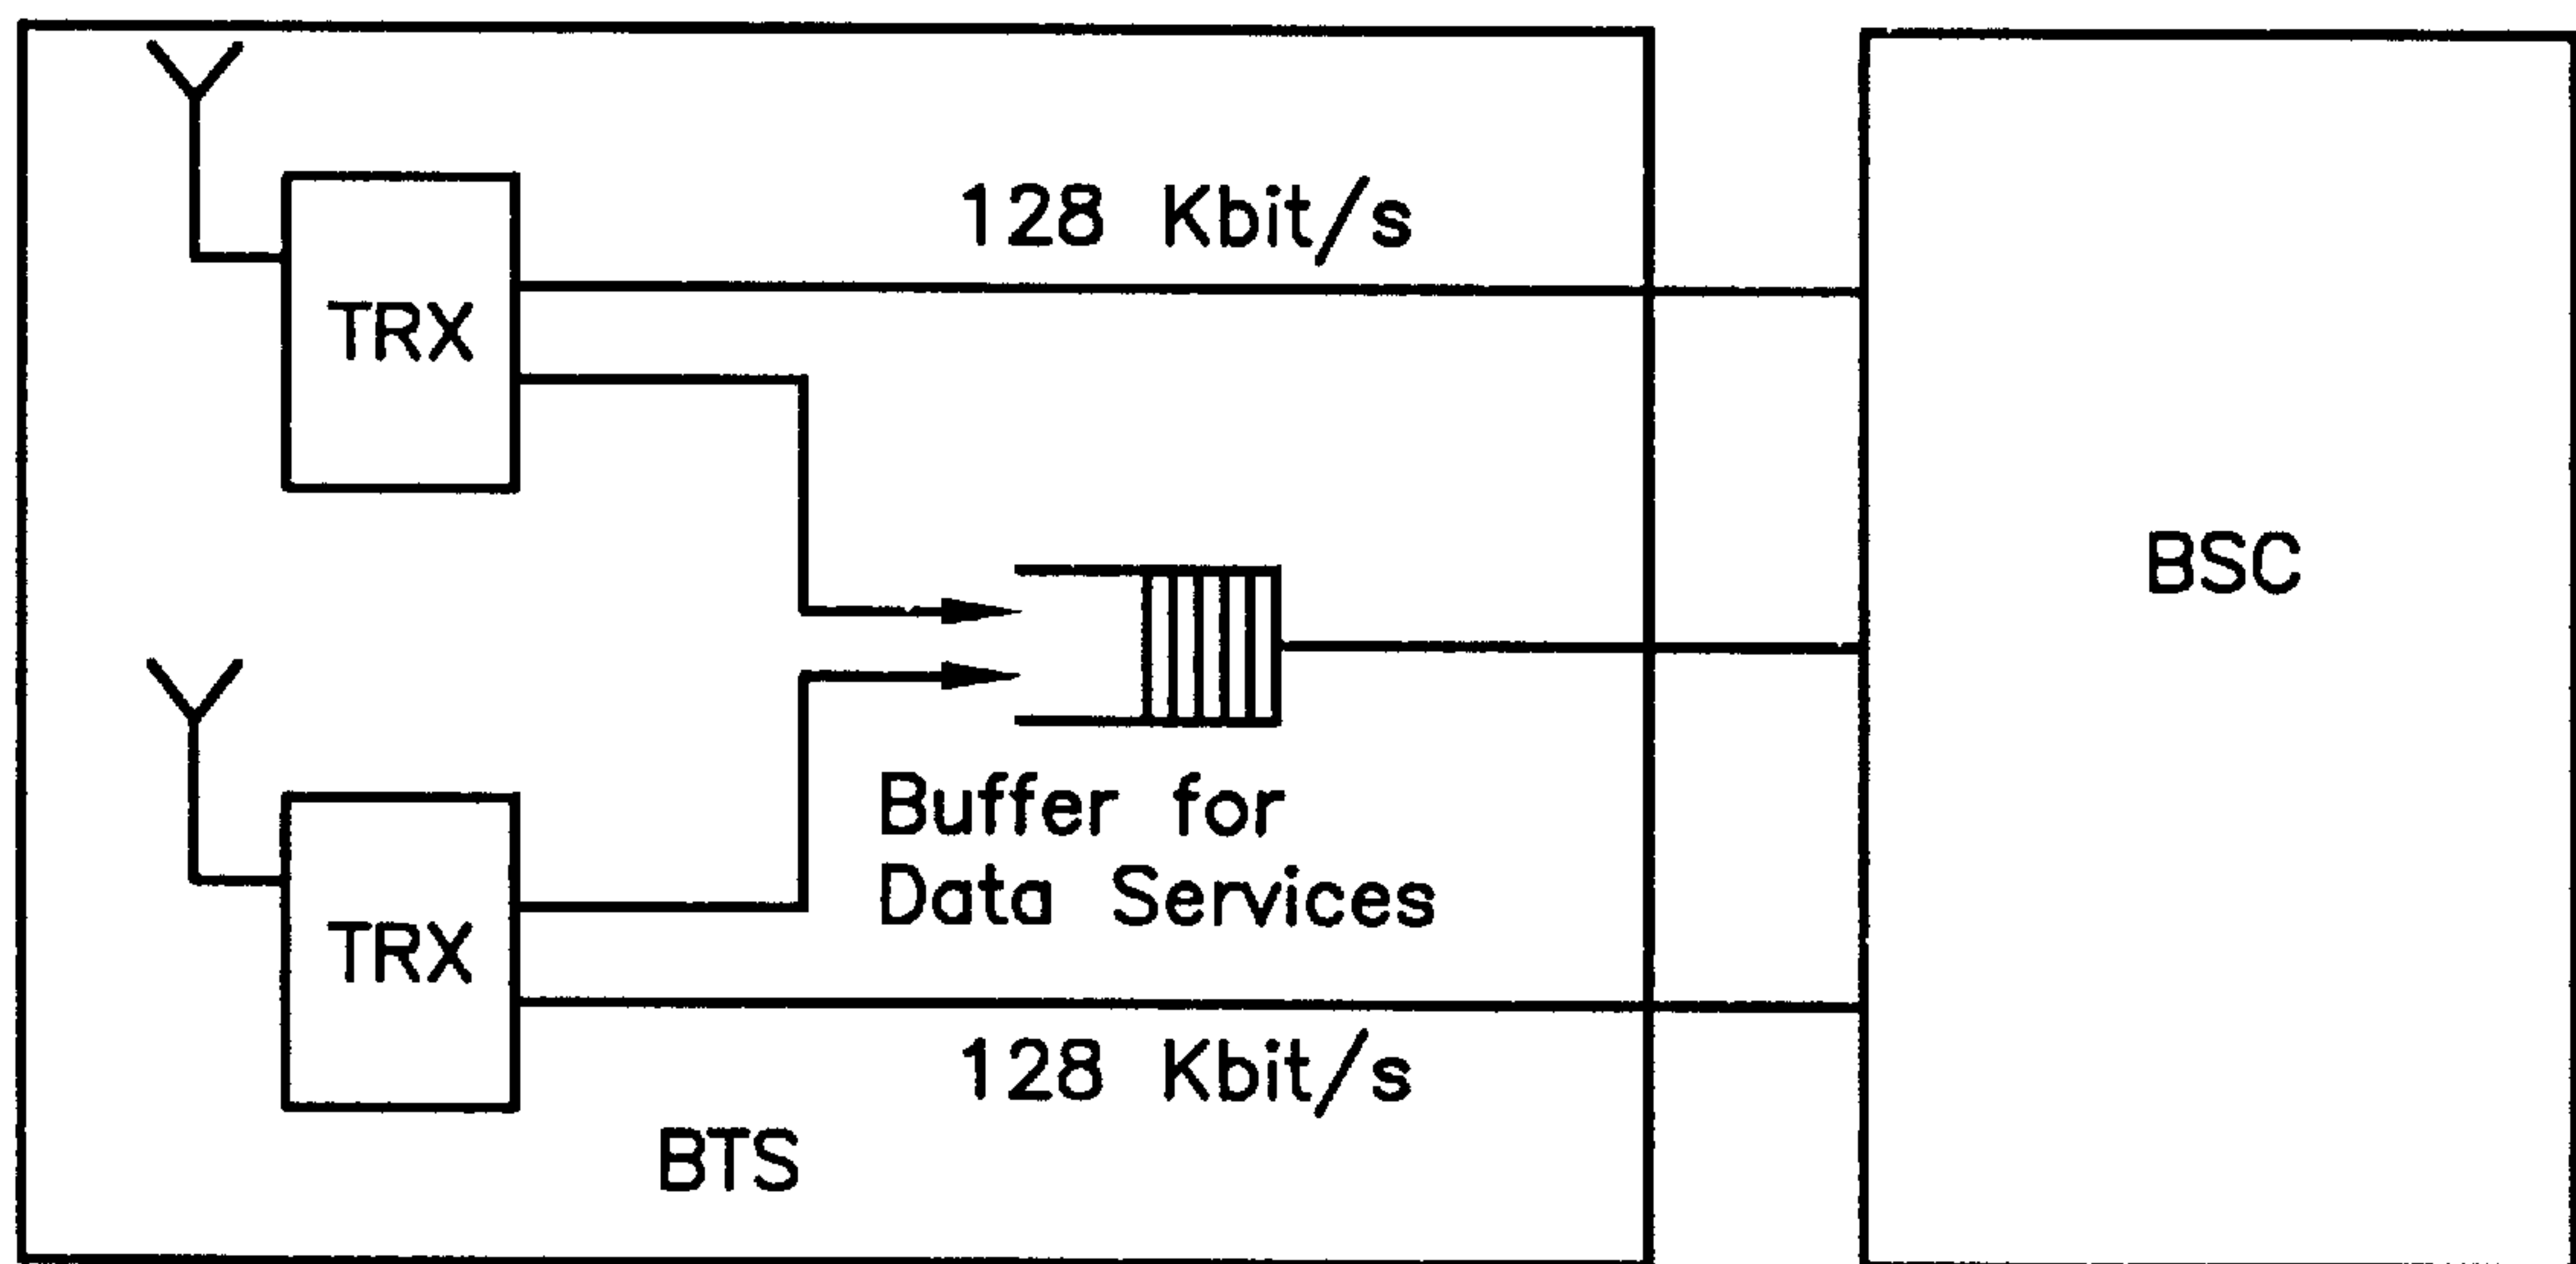 128 Kbit/s
TRX
BSC
Buffer for
Data Services
TRX
128 Kbit/s
BTS